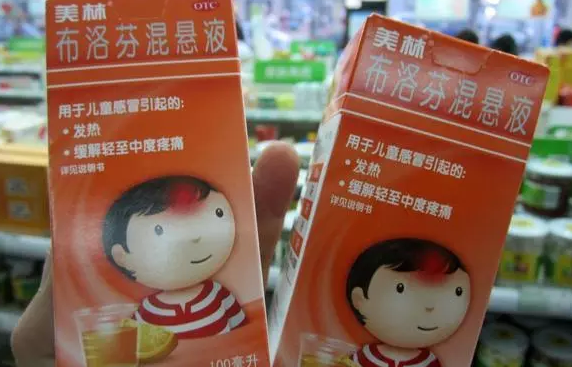 美林
OTC
布洛芬混悬液
用于儿童感冒引起的:
• 发热
• 缓解轻至中度疼痛
详见说明书
100毫升
美林
OTC
布洛芬混悬液
用于儿童感冒引起的:
• 发热
• 缓解轻至中度疼痛
详见说明书